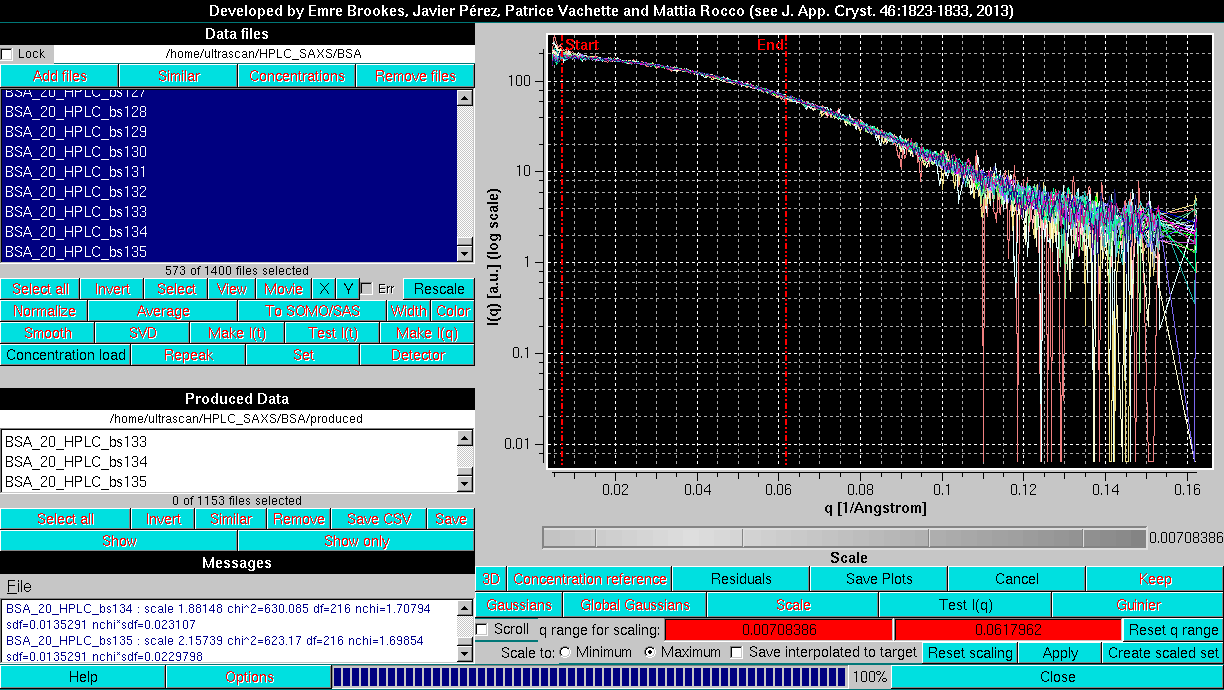 Developed by Emre Brookes, Javier Pérez, Patrice Vachette and Mattia Rocco (see J. App. Cryst. 46:1823-1833, 2013)
Data files
Lock /home/ultrascan/HPLC_SAXS/BSA
Add files Similar Concentrations Remove files
BSA_20_HPLC_bs127
BSA_20_HPLC_bs128
BSA_20_HPLC_bs129
BSA_20_HPLC_bs130
BSA_20_HPLC_bs131
BSA_20_HPLC_bs132
BSA_20_HPLC_bs133
BSA_20_HPLC_bs134
BSA_20_HPLC_bs135
573 of 1400 files selected
Select all Invert Select View Movie X Y Err Rescale
Normalize Average To SOMO/SAS Width Color
Smooth SVD Make I(t) Test I(t) Make I(q)
Concentration load Repeak Set Detector
Produced Data
/home/ultrascan/HPLC_SAXS/BSA/produced
BSA_20_HPLC_bs133
BSA_20_HPLC_bs134
BSA_20_HPLC_bs135
0 of 1153 files selected
Select all Invert Similar Remove Save CSV Save
Show Show only
Messages
File
BSA_20_HPLC_bs134 : scale 1.88148 chi^2=630.085 df=216 nchi=1.70794
sdf=0.0135291 nchi*sdf=0.023107
BSA_20_HPLC_bs135 : scale 2.15739 chi^2=623.17 df=216 nchi=1.69854
sdf=0.0135291 nchi*sdf=0.0229798
Help Options 100% Close
Start End
I(q) [a.u.] (log scale)
100
10
1
0.1
0.01
0.02 0.04 0.06 0.08 0.1 0.12 0.14 0.16
q [1/Angstrom]
0.00708386
Scale
3D Concentration reference Residuals Save Plots Cancel Keep
Gaussians Global Gaussians Scale Test I(q) Guinier
Scroll q range for scaling: 0.00708386 0.0617362 Reset q range
Scale to: Minimum Maximum Save interpolated to target Reset scaling Apply Create scaled set